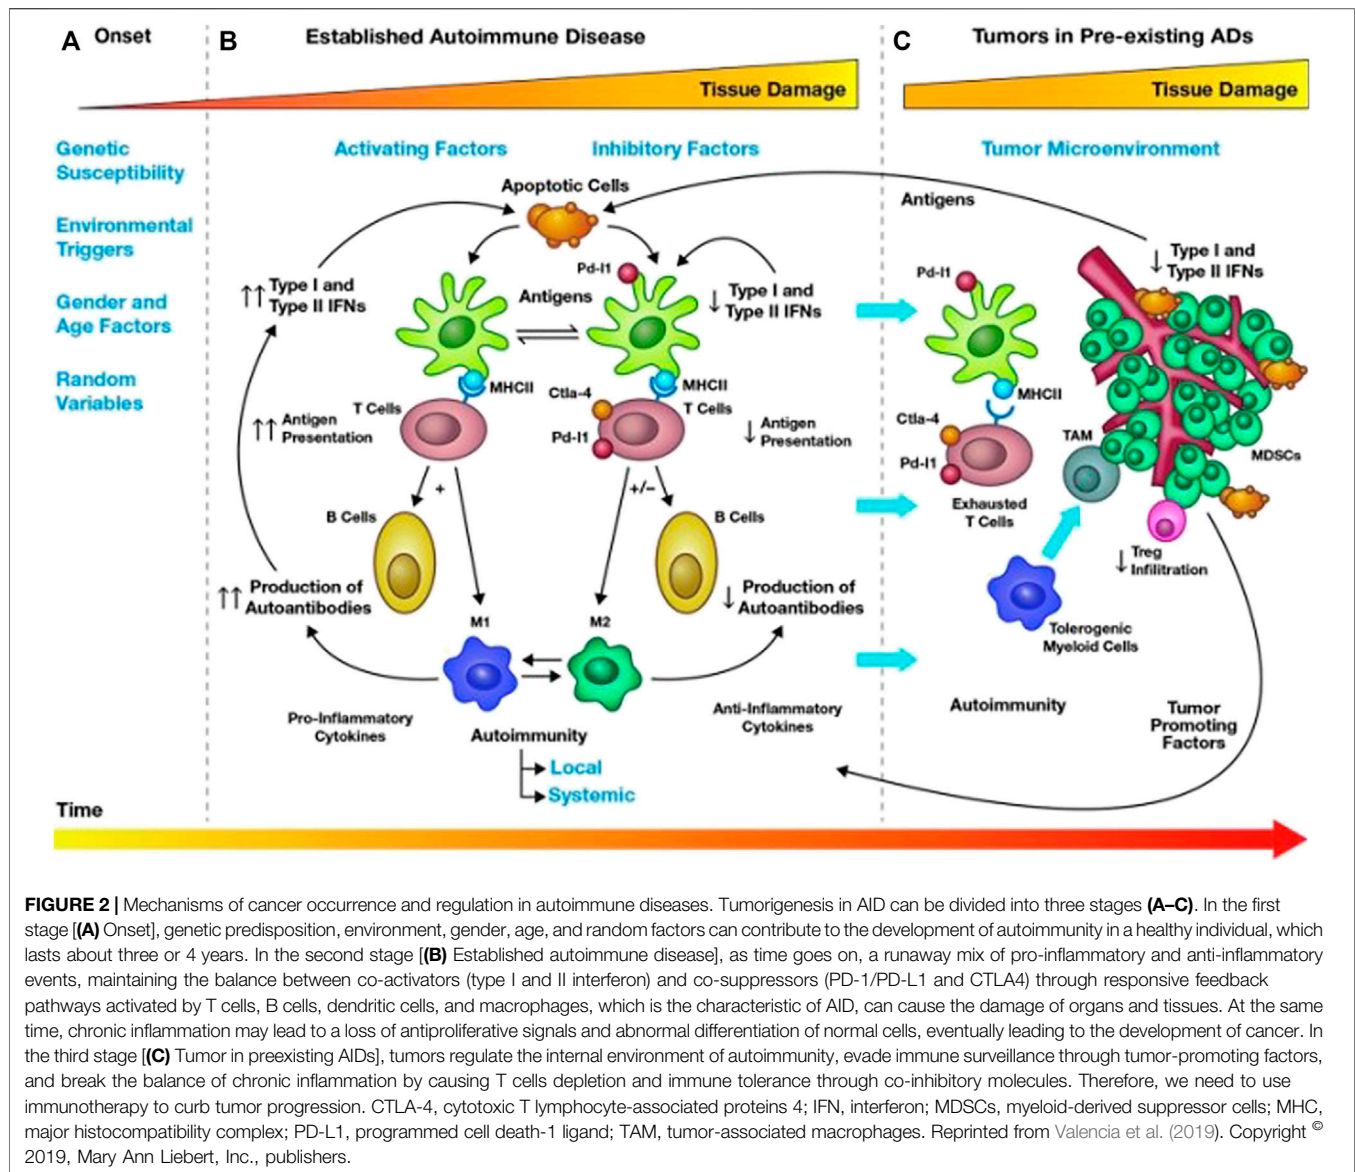 A Onset
B Established Autoimmune Disease
C Tumors in Pre-existing ADs
Tissue Damage
Tissue Damage
Genetic
Susceptibility
Environmental
Triggers
Gender and
Age Factors
Random
Variables
Activating Factors
Inhibitory Factors
Apoptotic Cells
↑↑ Type I and
Type II IFNs
Pd-l1
Antigens
↓ Type I and
Type II IFNs
MHCII
T Cells
↑↑ Antigen
Presentation
Ctla-4
MHCII
T Cells
Pd-l1
↓ Antigen
Presentation
+
+/−
B Cells
B Cells
↑↑ Production of
Autoantibodies
↓ Production of
Autoantibodies
M1
M2
Pro-Inflammatory
Cytokines
Autoimmunity
Local
Systemic
Anti-Inflammatory
Cytokines
Tumor Microenvironment
Antigens
↓ Type I and
Type II IFNs
Pd-l1
MHCII
Ctla-4
Pd-l1
Exhausted
T Cells
TAM
MDSCs
↓ Treg
Infilitration
Tolerogenic
Myeloid Cells
Autoimmunity
Tumor
Promoting
Factors
Time
FIGURE 2 | Mechanisms of cancer occurrence and regulation in autoimmune diseases. Tumorigenesis in AID can be divided into three stages (A–C). In the first
stage [(A) Onset], genetic predisposition, environment, gender, age, and random factors can contribute to the development of autoimmunity in a healthy individual, which
lasts about three or 4 years. In the second stage [(B) Established autoimmune disease], as time goes on, a runaway mix of pro-inflammatory and anti-inflammatory
events, maintaining the balance between co-activators (type I and II interferon) and co-suppressors (PD-1/PD-L1 and CTLA4) through responsive feedback
pathways activated by T cells, B cells, dendritic cells, and macrophages, which is the characteristic of AID, can cause the damage of organs and tissues. At the same
time, chronic inflammation may lead to a loss of antiproliferative signals and abnormal differentiation of normal cells, eventually leading to the development of cancer. In
the third stage [(C) Tumor in preexisting AIDs], tumors regulate the internal environment of autoimmunity, evade immune surveillance through tumor-promoting factors,
and break the balance of chronic inflammation by causing T cells depletion and immune tolerance through co-inhibitory molecules. Therefore, we need to use
immunotherapy to curb tumor progression. CTLA-4, cytotoxic T lymphocyte-associated proteins 4; IFN, interferon; MDSCs, myeloid-derived suppressor cells; MHC,
major histocompatibility complex; PD-L1, programmed cell death-1 ligand; TAM, tumor-associated macrophages. Reprinted from Valencia et al. (2019). Copyright ©
2019, Mary Ann Liebert, Inc., publishers.